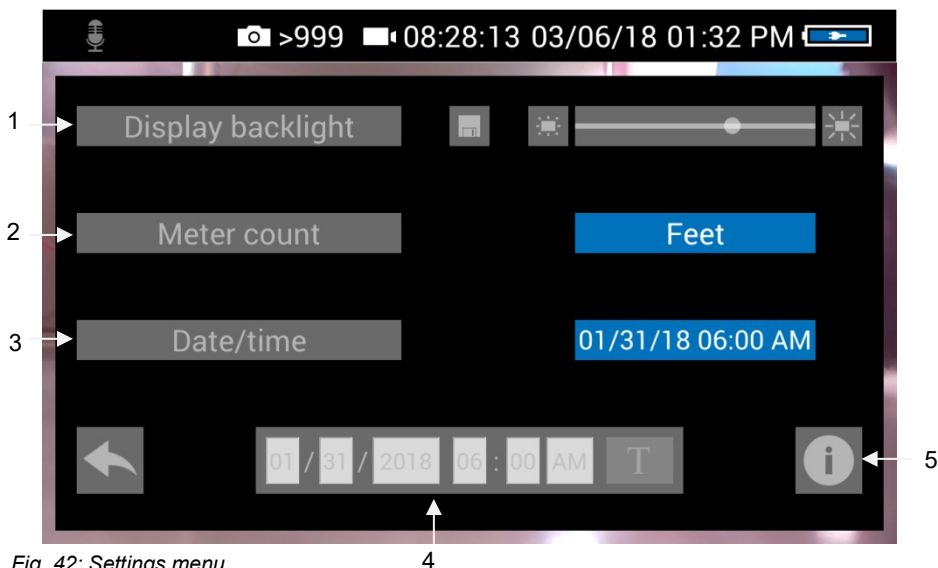 >999 08:28:13 03/06/18 01:32 PM
1 Display backlight
2 Meter count Feet
3 Date/time 01/31/18 06:00 AM
01 / 31 / 2018 06 : 00 AM T i 5
4
Fig. 42: Settings menu